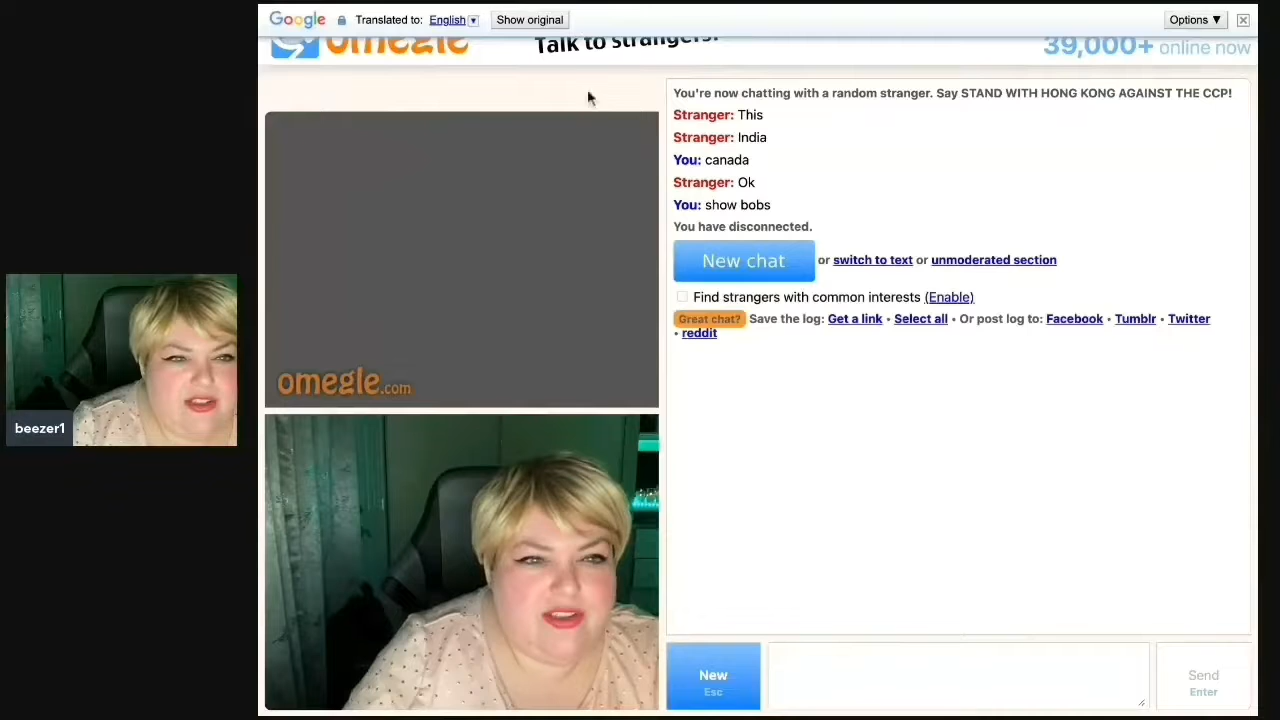 Google Translated to: English ▼ Show original Options ▼
omegle Talk to strangers! 39,000+ online now
You're now chatting with a random stranger. Say STAND WITH HONG KONG AGAINST THE CCP!
Stranger: This
Stranger: India
You: canada
Stranger: Ok
You: show bobs
You have disconnected.
New chat or switch to text or unmoderated section
Find strangers with common interests (Enable)
Great chat? Save the log: Get a link • Select all • Or post log to: Facebook • Tumblr • Twitter
• reddit
omegle.com
beezer1
New
Esc
Send
Enter